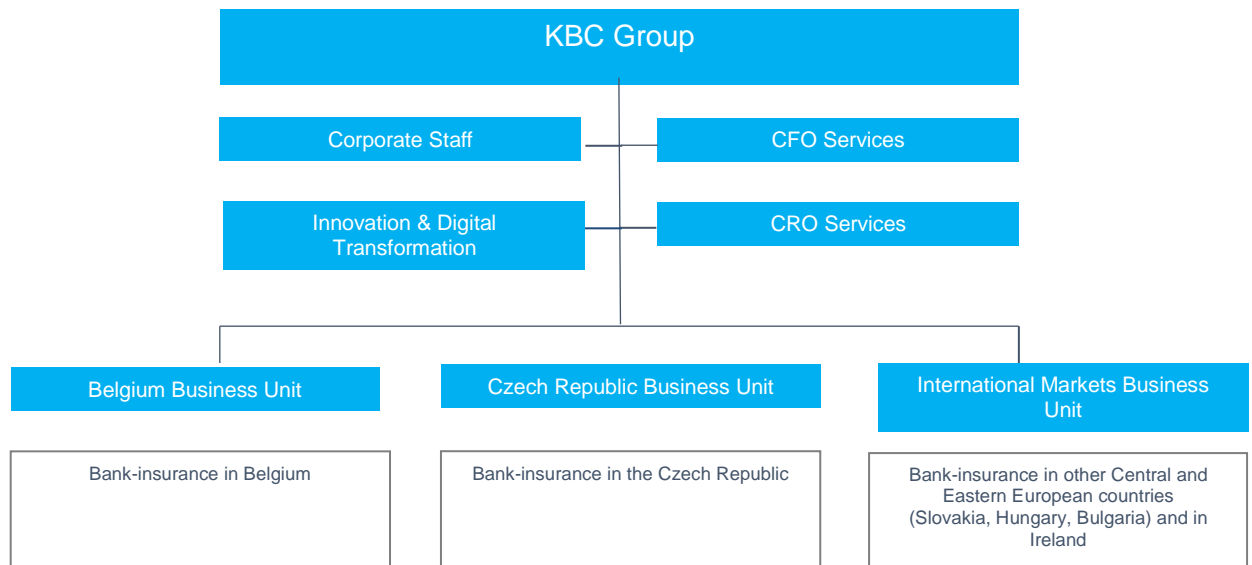 KBC Group
Corporate Staff
CFO Services
Innovation & Digital
Transformation
CRO Services
Belgium Business Unit
Czech Republic Business Unit
International Markets Business
Unit
Bank-insurance in Belgium
Bank-insurance in the Czech Republic
Bank-insurance in other Central and
Eastern European countries
(Slovakia, Hungary, Bulgaria) and in
Ireland